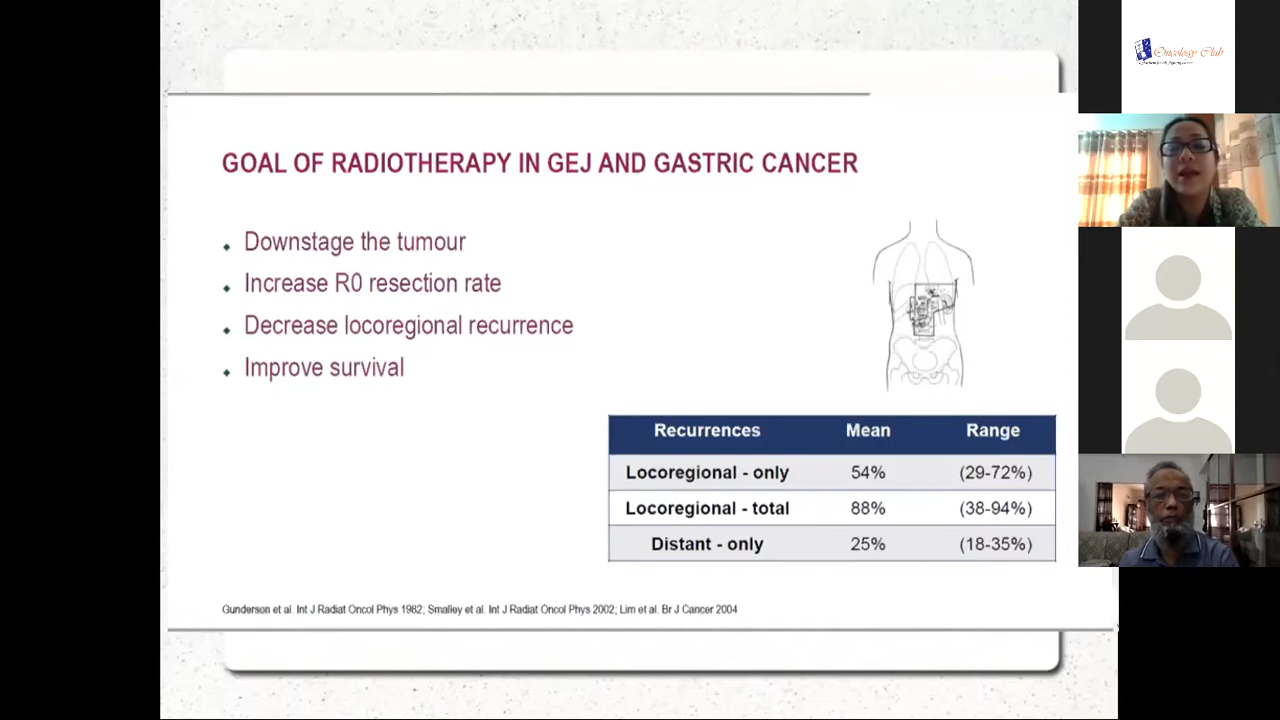 GOAL OF RADIOTHERAPY IN GEJ AND GASTRIC CANCER
Downstage the tumour
Increase R0 resection rate
Decrease locoregional recurrence
Improve survival
Recurrences Mean Range
Locoregional - only 54% (29-72%)
Locoregional - total 88% (38-94%)
Distant - only 25% (18-35%)
Gunderson et al. Int J Radiat Oncol Phys 1982; Smalley et al. Int J Radiat Oncol Phys 2002; Lim et al. Br J Cancer 2004
Oncology Club